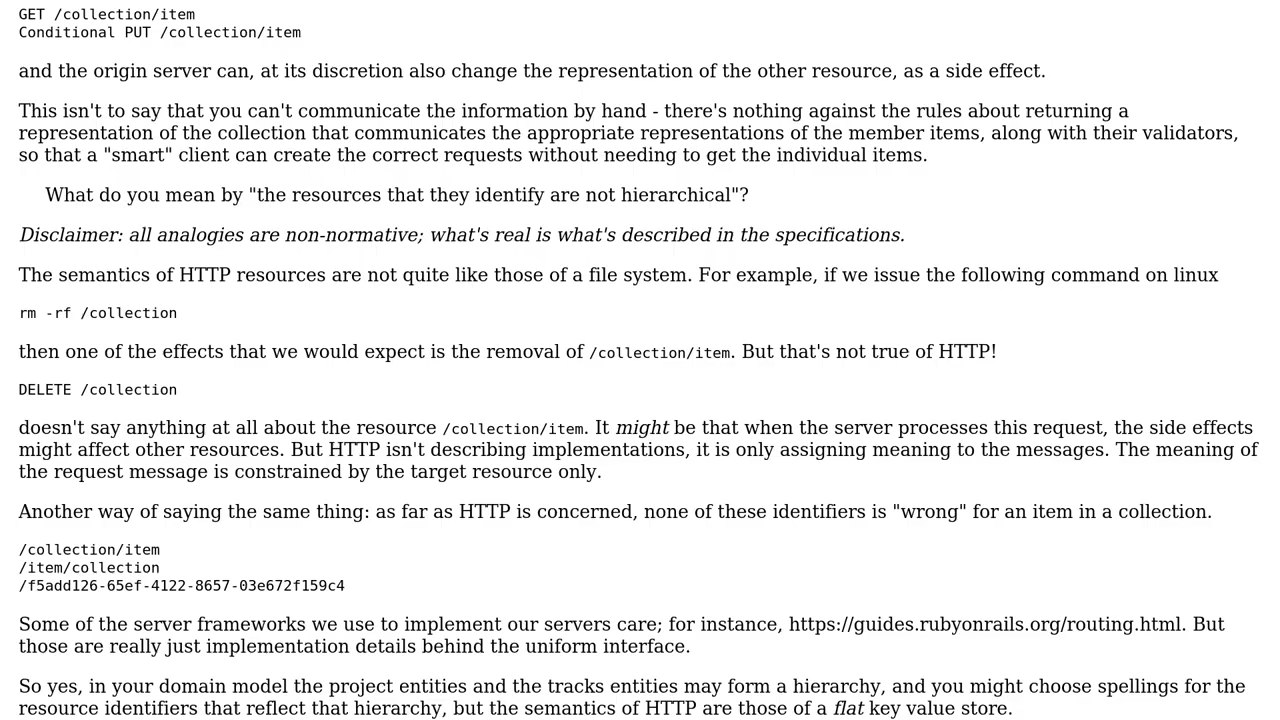 GET /collection/item
Conditional PUT /collection/item
and the origin server can, at its discretion also change the representation of the other resource, as a side effect.
This isn't to say that you can't communicate the information by hand - there's nothing against the rules about returning a
representation of the collection that communicates the appropriate representations of the member items, along with their validators,
so that a "smart" client can create the correct requests without needing to get the individual items.
What do you mean by "the resources that they identify are not hierarchical"?
Disclaimer: all analogies are non-normative; what's real is what's described in the specifications.
The semantics of HTTP resources are not quite like those of a file system. For example, if we issue the following command on linux
rm -rf /collection
then one of the effects that we would expect is the removal of /collection/item. But that's not true of HTTP!
DELETE /collection
doesn't say anything at all about the resource /collection/item. It might be that when the server processes this request, the side effects
might affect other resources. But HTTP isn't describing implementations, it is only assigning meaning to the messages. The meaning of
the request message is constrained by the target resource only.
Another way of saying the same thing: as far as HTTP is concerned, none of these identifiers is "wrong" for an item in a collection.
/collection/item
/item/collection
/f5add126-65ef-4122-8657-03e672f159c4
Some of the server frameworks we use to implement our servers care; for instance, https://guides.rubyonrails.org/routing.html. But
those are really just implementation details behind the uniform interface.
So yes, in your domain model the project entities and the tracks entities may form a hierarchy, and you might choose spellings for the
resource identifiers that reflect that hierarchy, but the semantics of HTTP are those of a flat key value store.